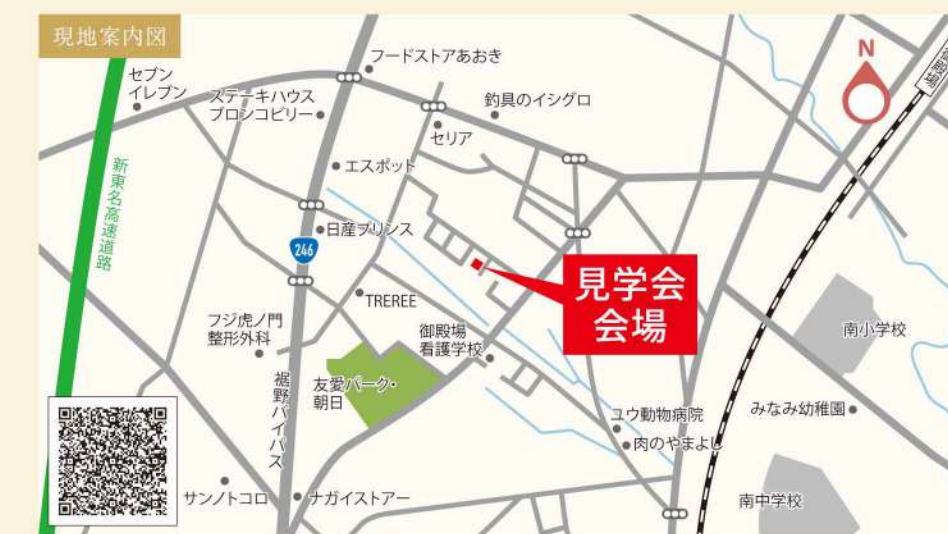 現地案内図
N
セブン
イレブン
フードストアあおき
ステーキハウス
ブロンコビリー
釣具のイシグロ
セリア
新東名高速道路
エスポット
日産プリンス
246
見学会
会場
TREREE
フジ虎ノ門
整形外科
御殿場
看護学校
南小学校
裾野バイパス
友愛パーク・
朝日
みなみ幼稚園
ユウ動物病院
肉のやまよし
サンノトコロ
ナガイストアー
南中学校